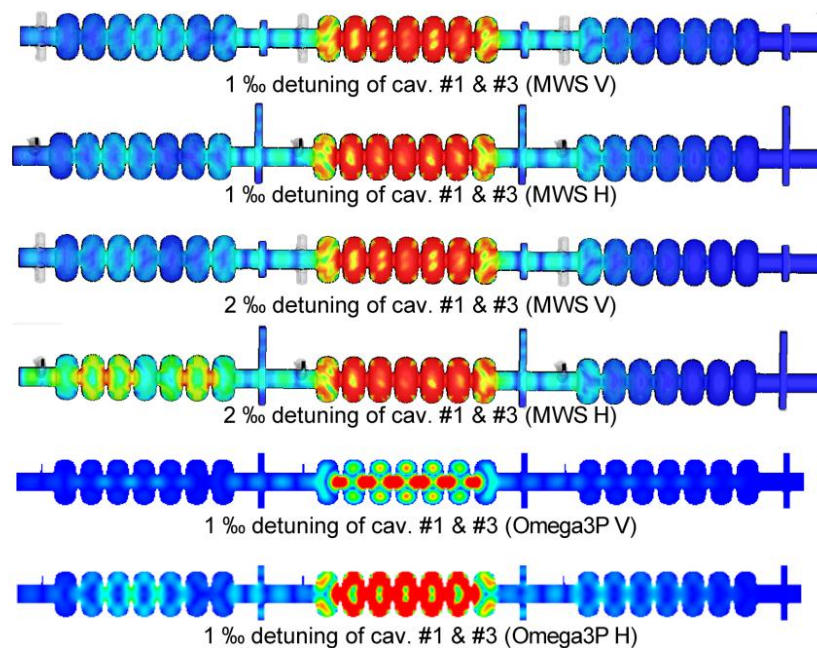 1 ‰ detuning of cav. #1 & #3 (MWS V)
1 ‰ detuning of cav. #1 & #3 (MWS H)
2 ‰ detuning of cav. #1 & #3 (MWS V)
2 ‰ detuning of cav. #1 & #3 (MWS H)
1 ‰ detuning of cav. #1 & #3 (Omega3P V)
1 ‰ detuning of cav. #1 & #3 (Omega3P H)